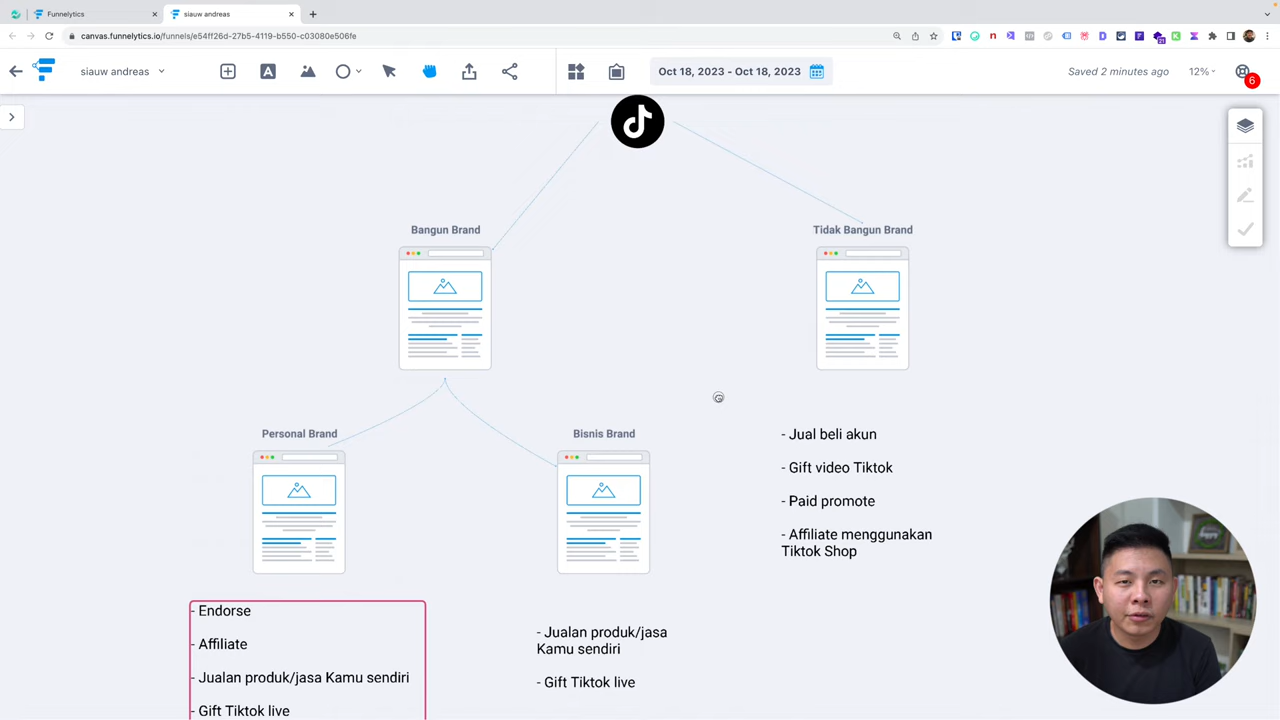 Funnelytics
siauw andreas
canvas.funnelytics.io/funnels/e54ff26d-27b5-4119-b550-c03080e506fe
21
siauw andreas
Oct 18, 2023 - Oct 18, 2023
Saved 2 minutes ago
12%
6
Bangun Brand
Tidak Bangun Brand
Personal Brand
Bisnis Brand
- Jual beli akun
- Gift video Tiktok
- Paid promote
- Affiliate menggunakan
Tiktok Shop
- Endorse
- Affiliate
- Jualan produk/jasa Kamu sendiri
- Gift Tiktok live
- Jualan produk/jasa
Kamu sendiri
- Gift Tiktok live